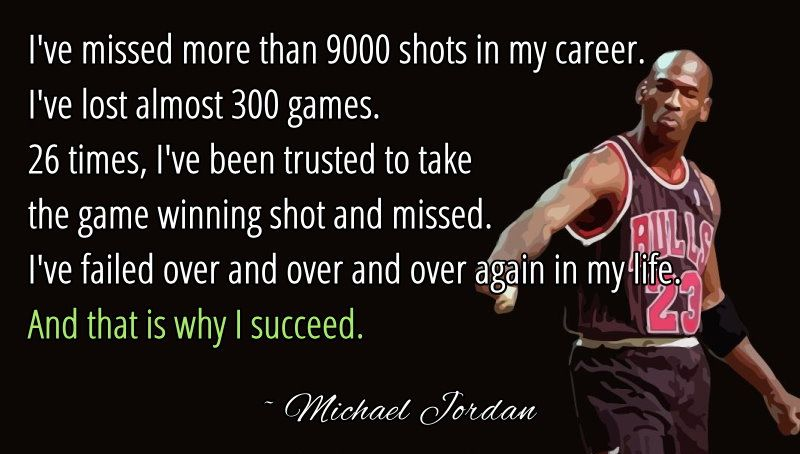 I've missed more than 9000 shots in my career.
I've lost almost 300 games.
26 times, I've been trusted to take
the game winning shot and missed.
I've failed over and over and over again in my life.
And that is why I succeed.
~ Michael Jordan
BULLS
23